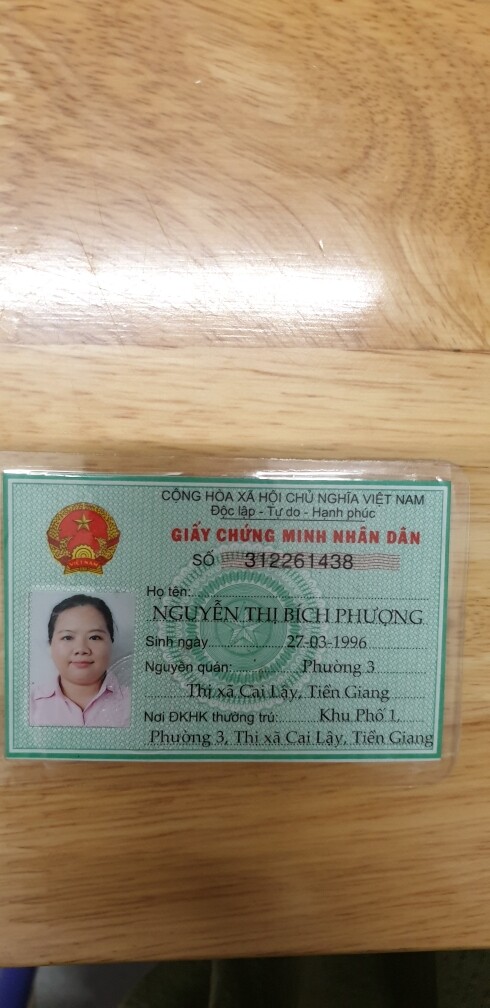 CỘNG HÒA XÃ HỘI CHỦ NGHĨA VIỆT NAM
Độc lập - Tự do - Hạnh phúc
GIẤY CHỨNG MINH NHÂN DÂN
SỐ 312261438
Họ tên:
NGUYỄN THỊ BÍCH PHƯỢNG
Sinh ngày 27-03-1996
Nguyên quán: Phường 3
Thị xã Cai Lậy, Tiền Giang
Nơi ĐKHK thường trú: Khu Phố 1,
Phường 3, Thị xã Cai Lậy, Tiền Giang
VIỆT NAM